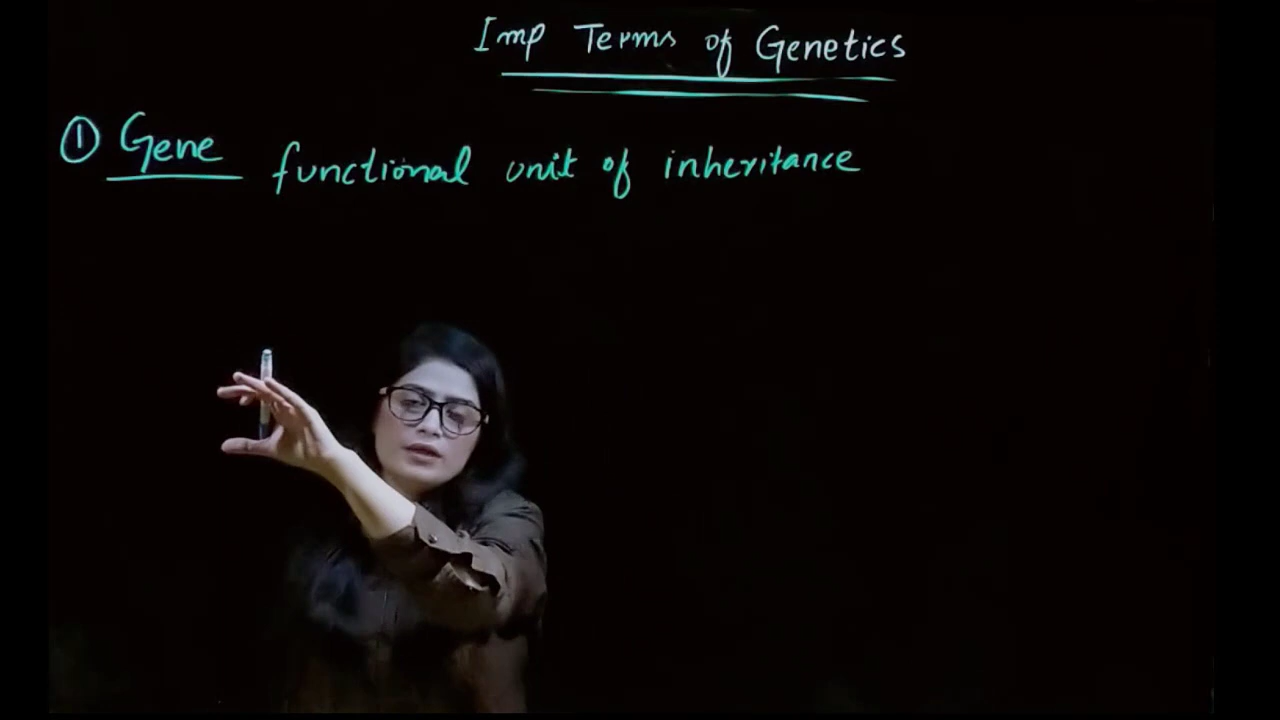 Imp Terms of Genetics
① Gene functional unit of inheritance